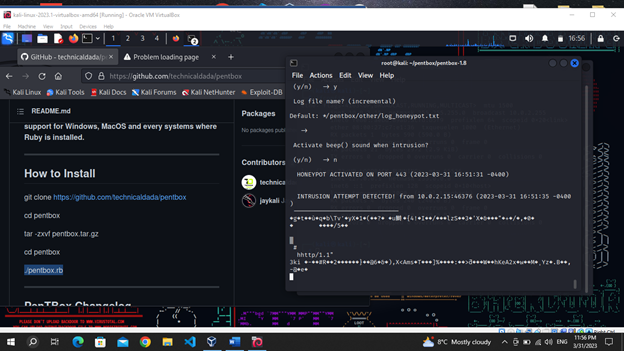 kali-linux-2023.1-virtualbox-amd64 [Running] - Oracle VM VirtualBox
File Machine View Input Devices Help
1 2 3 4
16:56
GitHub - technicaldada/pentbox
Problem loading page
https://github.com/technicaldada/pentbox
Kali Linux Kali Tools Kali Docs Kali Forums Kali NetHunter Exploit-DB
README.md
support for Windows, MacOS and every systems where
Ruby is installed.
How to Install
git clone https://github.com/technicaldada/pentbox
cd pentbox
tar -zxvf pentbox.tar.gz
cd pentbox
./pentbox.rb
PenTBox Changelog
Packages
No packages publ
Contributors
technica
jaykali
root@kali: ~/pentbox/pentbox-1.8
File Actions Edit View Help
(y/n) → y
Log file name? (incremental)
Default: */pentbox/other/log_honeypot.txt
→
Activate beep() sound when intrusion?
(y/n) → n
HONEYPOT ACTIVATED ON PORT 443 (2023-03-31 16:51:31 -0400)
INTRUSION ATTEMPT DETECTED! from 10.0.2.15:46376 (2023-03-31 16:51:35 -0400
)
#
hhttp/1.1"
Right Ctrl
8°C Mostly cloudy
ENG
11:56 PM
3/31/2023